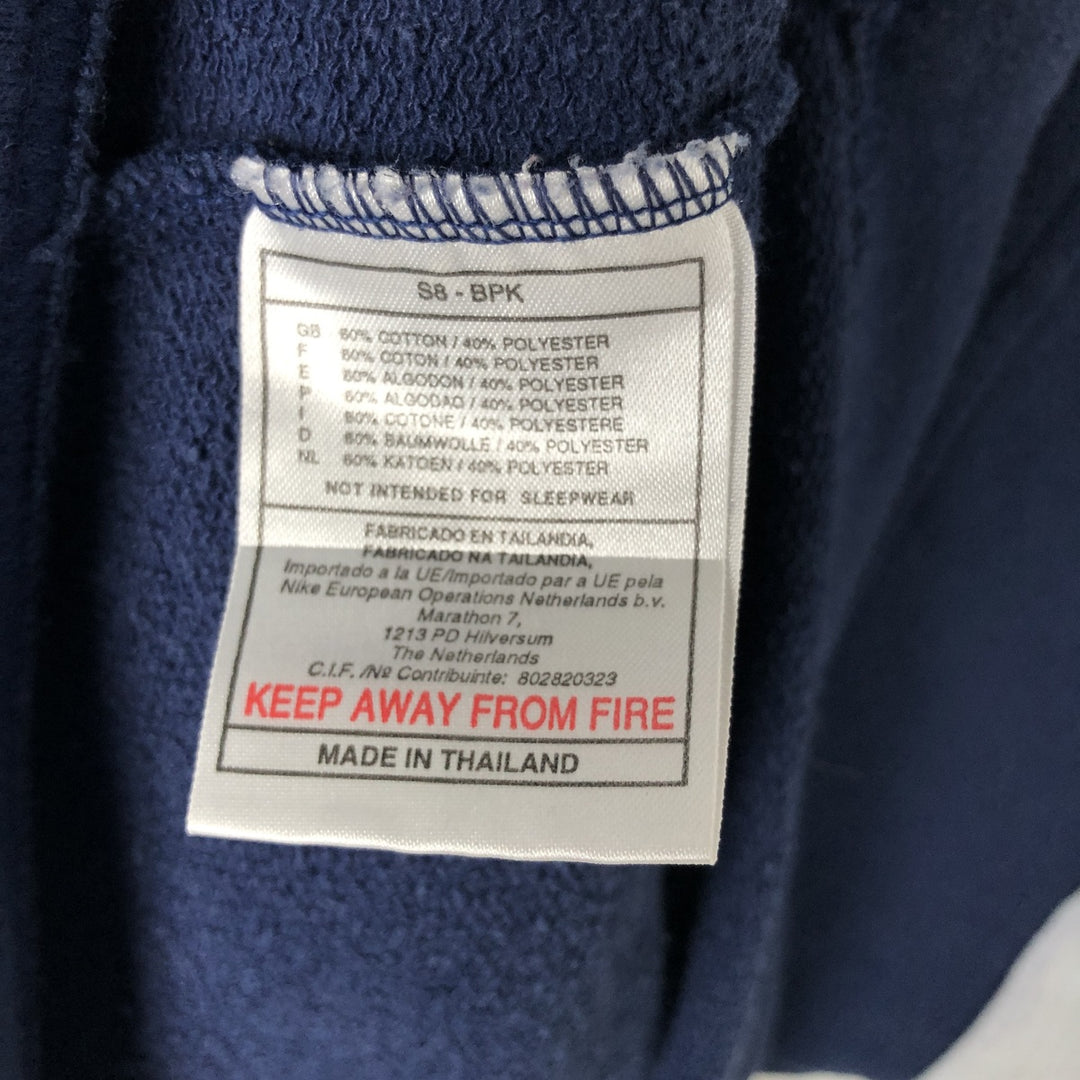 S8 - BPK
GB 60% COTTON / 40% POLYESTER
F 60% COTON / 40% POLYESTER
E 60% ALGODON / 40% POLYESTER
P 60% ALGODAO / 40% POLYESTER
I 60% COTONE / 40% POLYESTERE
D 60% BAUMWOLLE / 40% POLYESTER
NL 60% KATOEN / 40% POLYESTER
NOT INTENDED FOR SLEEPWEAR
FABRICADO EN TAILANDIA,
FABRICADO NA TAILANDIA,
Importado a la UE/Importado par a UE pela
Nike European Operations Netherlands b.v.
Marathon 7,
1213 PD Hilversum
The Netherlands
C.I.F. /Nº Contribuinte: 802820323
KEEP AWAY FROM FIRE
MADE IN THAILAND